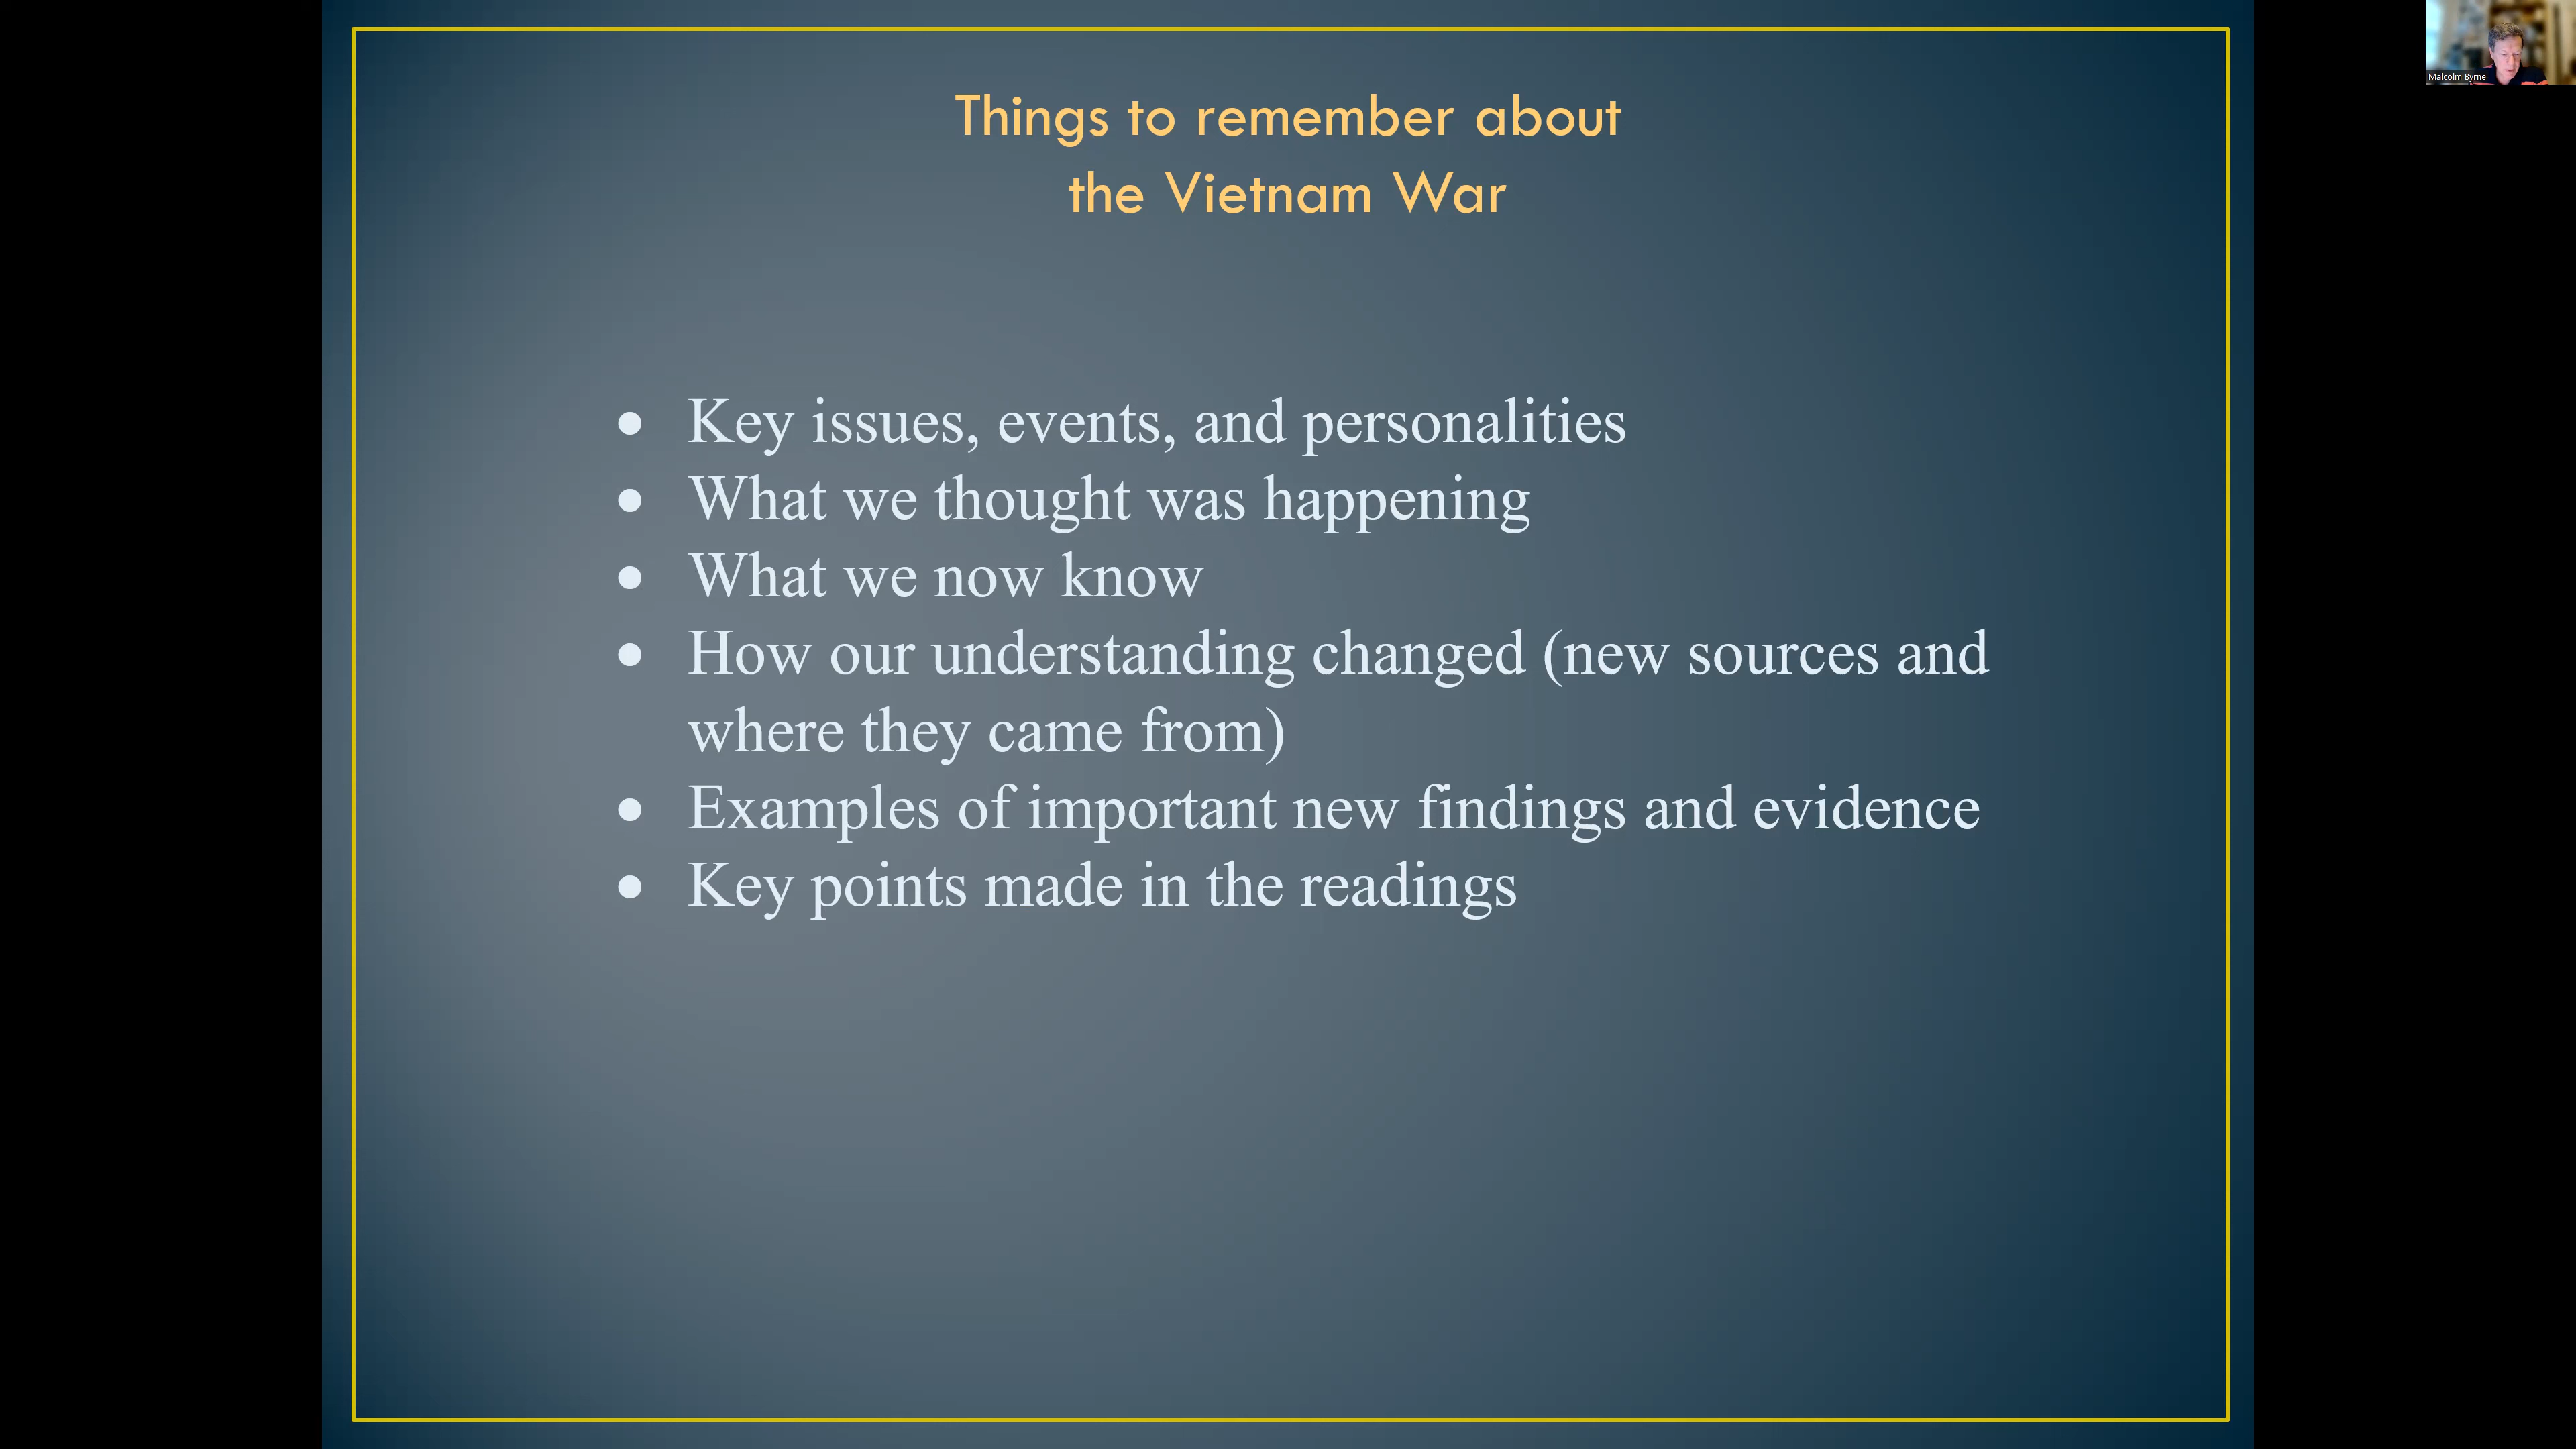 Things to remember about
the Vietnam War
Malcolm Byrne
● Key issues, events, and personalities
● What we thought was happening
● What we now know
● How our understanding changed (new sources and
where they came from)
● Examples of important new findings and evidence
● Key points made in the readings